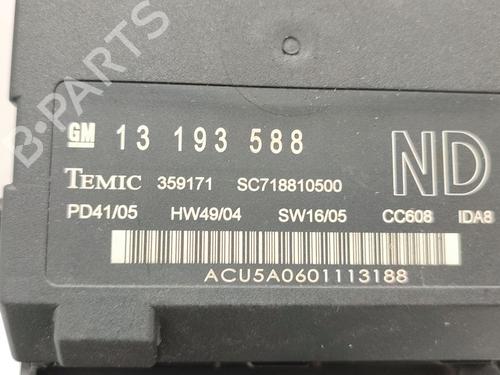 B-PARTS
GM 13 193 588
ND
TEMIC 359171 SC718810500
PD41/05 HW49/04 SW16/05 CC608 IDA8
ACU5A0601113188